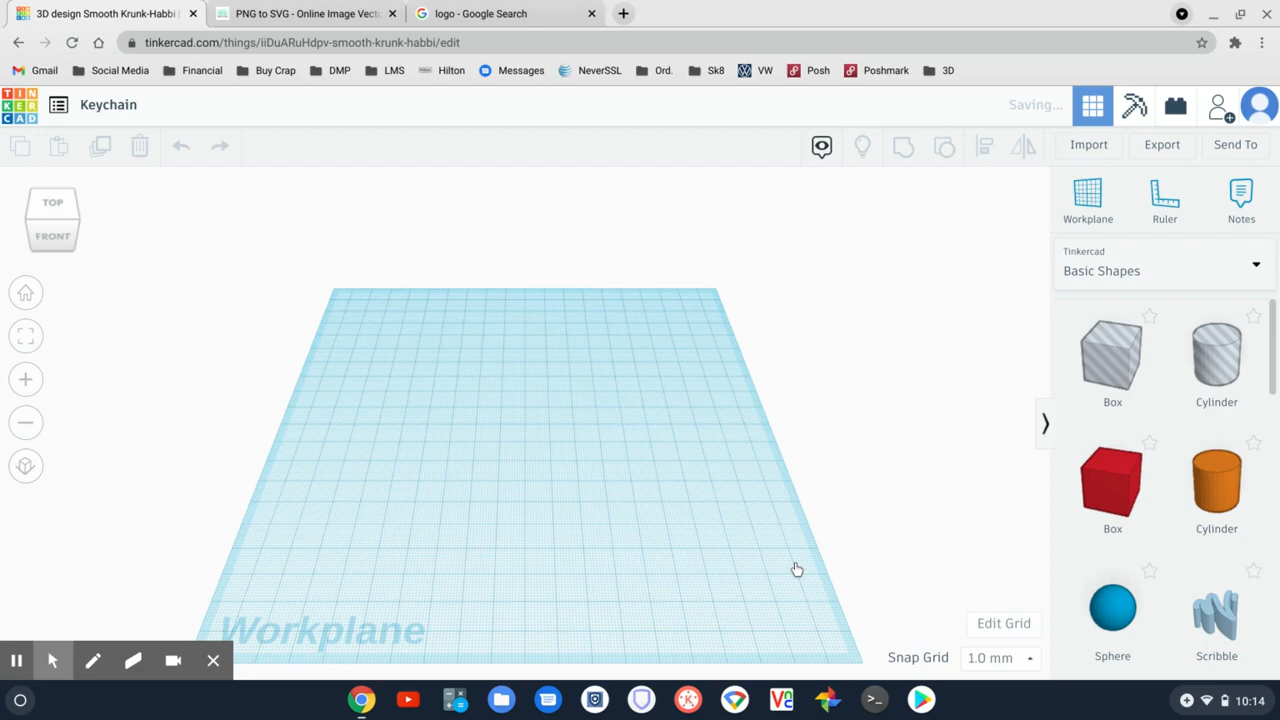 3D design Smooth Krunk-Habbi |
PNG to SVG - Online Image Vecto
logo - Google Search
tinkercad.com/things/iiDuARuHdpv-smooth-krunk-habbi/edit
Gmail
Social Media
Financial
Buy Crap
DMP
LMS
Hilton
Messages
NeverSSL
Ord.
Sk8
VW
Posh
Poshmark
3D
TIN
KER
CAD
Keychain
Saving...
Import
Export
Send To
TOP
FRONT
Workplane
Ruler
Notes
Tinkercad
Basic Shapes
Box
Cylinder
Box
Cylinder
Sphere
Scribble
Workplane
Edit Grid
Snap Grid
1.0 mm
10:14